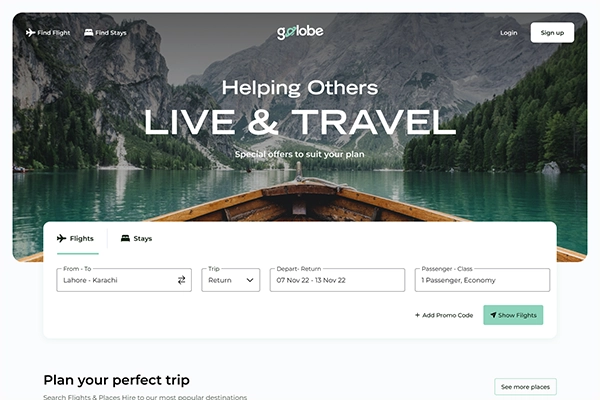 Find Flight
Find Stays
golobe
Login
Sign up
Helping Others
LIVE & TRAVEL
Special offers to suit your plan
Flights
Stays
From - To
Lahore - Karachi
Trip
Return
Depart- Return
07 Nov 22 - 13 Nov 22
Passenger - Class
1 Passenger, Economy
+ Add Promo Code
Show Filghts
Plan your perfect trip
See more places
Search Flights & Places Hire to our most popular destinations